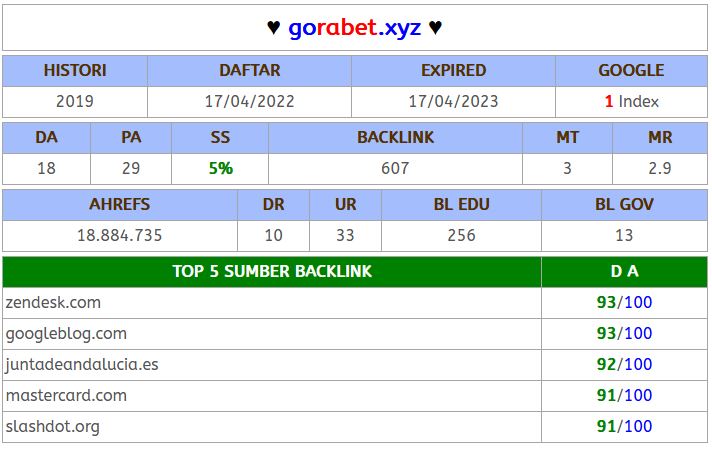 ♥ gorabet.xyz ♥
HISTORI DAFTAR EXPIRED GOOGLE
2019 17/04/2022 17/04/2023 1 Index
DA PA SS BACKLINK MT MR
18 29 5% 607 3 2.9
AHREFS DR UR BL EDU BL GOV
18.884.735 10 33 256 13
TOP 5 SUMBER BACKLINK D A
zendesk.com 93/100
googleblog.com 93/100
juntadeandalucia.es 92/100
mastercard.com 91/100
slashdot.org 91/100